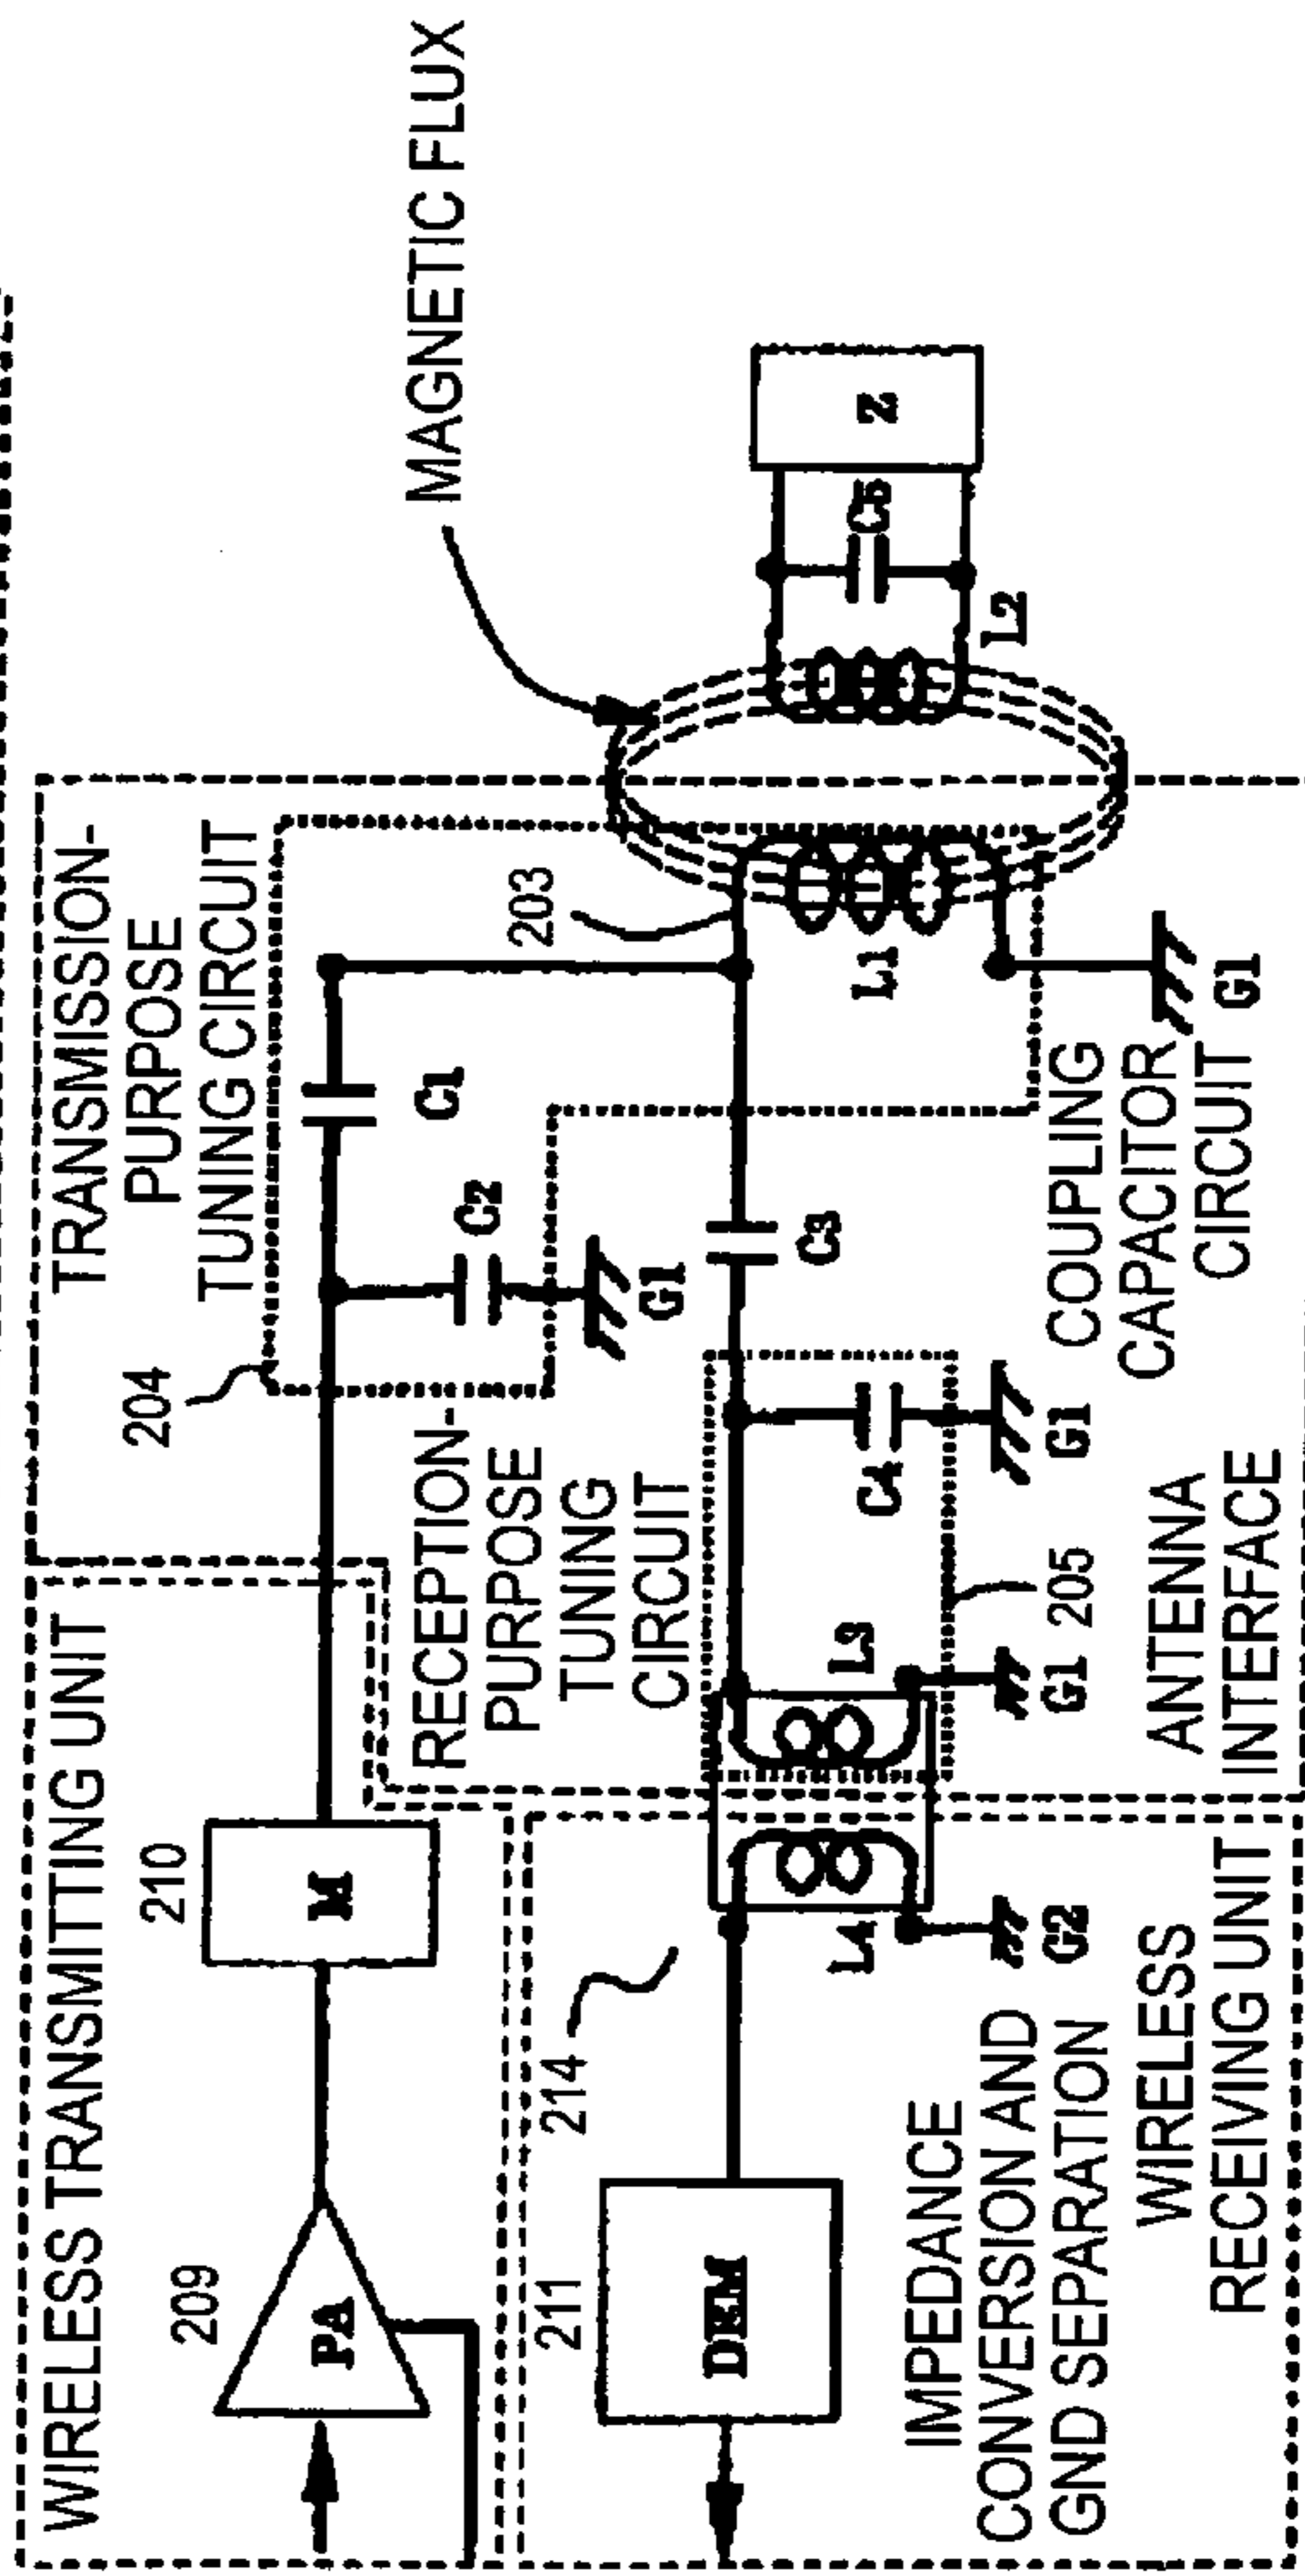 WIRELESS TRANSMITTING UNIT
209
PA
210
M
204
TRANSMISSION-
PURPOSE
TUNING CIRCUIT
C1
C2
G1
203
MAGNETIC FLUX
RECEPTION-
PURPOSE
TUNING
CIRCUIT
211
DEM
214
L4
G2
L3
G1
205
C4
G1
C3
L1
G1
L2
C5
Z
IMPEDANCE
CONVERSION AND
GND SEPARATION
WIRELESS
RECEIVING UNIT
ANTENNA
INTERFACE
COUPLING
CAPACITOR
CIRCUIT